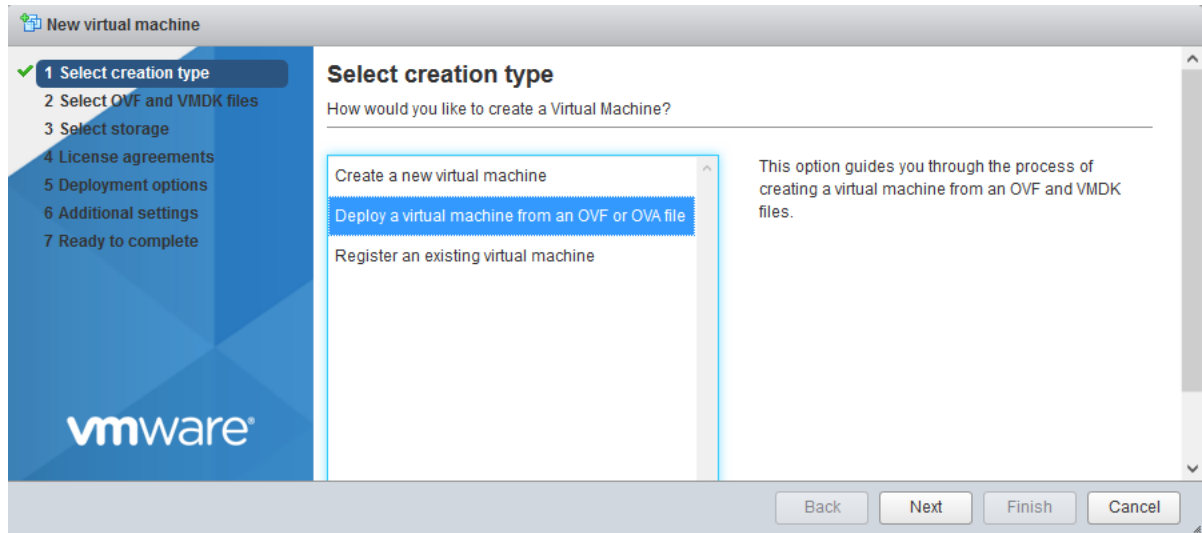 New virtual machine
1 Select creation type
2 Select OVF and VMDK files
3 Select storage
4 License agreements
5 Deployment options
6 Additional settings
7 Ready to complete
vmware®
Select creation type
How would you like to create a Virtual Machine?
Create a new virtual machine
Deploy a virtual machine from an OVF or OVA file
Register an existing virtual machine
This option guides you through the process of
creating a virtual machine from an OVF and VMDK
files.
Back
Next
Finish
Cancel